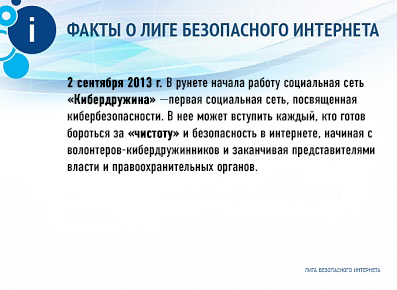 i
ФАКТЫ О ЛИГЕ БЕЗОПАСНОГО ИНТЕРНЕТА
2 сентября 2013 г. В рунете начала работу социальная сеть
«Кибердружина» —первая социальная сеть, посвященная
кибербезопасности. В нее может вступить каждый, кто готов
бороться за «чистоту» и безопасность в интернете, начиная с
волонтеров-кибердружинников и заканчивая представителями
власти и правоохранительных органов.
ЛИГА БЕЗОПАСНОГО ИНТЕРНЕТА